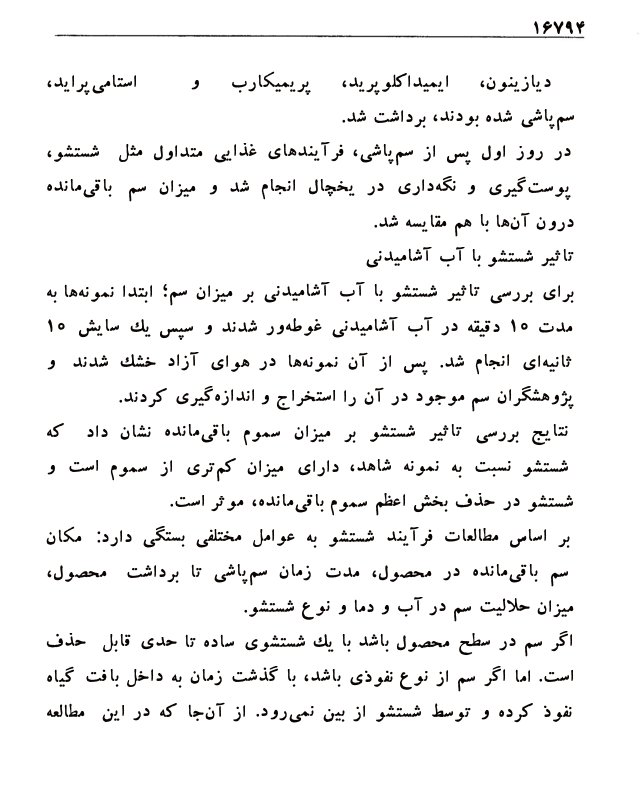 ۱۶۷۹۴
دیازینون، ایمیداکلوپرید، پریمیکارب و استامی‌پراید،
سم‌پاشی شده بودند، برداشت شد.
در روز اول پس از سم‌پاشی، فرآیندهای غذایی متداول مثل شستشو،
پوست‌گیری و نگه‌داری در یخچال انجام شد و میزان سم باقی‌مانده
درون آن‌ها با هم مقایسه شد.
تاثیر شستشو با آب آشامیدنی
برای بررسی تاثیر شستشو با آب آشامیدنی بر میزان سم؛ ابتدا نمونه‌ها به
مدت ۱۵ دقیقه در آب آشامیدنی غوطه‌ور شدند و سپس یك سایش ۱۵
ثانیه‌ای انجام شد. پس از آن نمونه‌ها در هوای آزاد خشك شدند و
پژوهشگران سم موجود در آن را استخراج و اندازه‌گیری کردند.
نتایج بررسی تاثیر شستشو بر میزان سموم باقی‌مانده نشان داد که
شستشو نسبت به نمونه شاهد، دارای میزان کم‌تری از سموم است و
شستشو در حذف بخش اعظم سموم باقی‌مانده، موثر است.
بر اساس مطالعات فرآیند شستشو به عوامل مختلفی بستگی دارد: مکان
سم باقی‌مانده در محصول، مدت زمان سم‌پاشی تا برداشت محصول،
میزان حلالیت سم در آب و دما و نوع شستشو.
اگر سم در سطح محصول باشد با یك شستشوی ساده تا حدی قابل حذف
است. اما اگر سم از نوع نفوذی باشد، با گذشت زمان به داخل بافت گیاه
نفوذ کرده و توسط شستشو از بین نمی‌رود. از آن‌جا که در این مطالعه